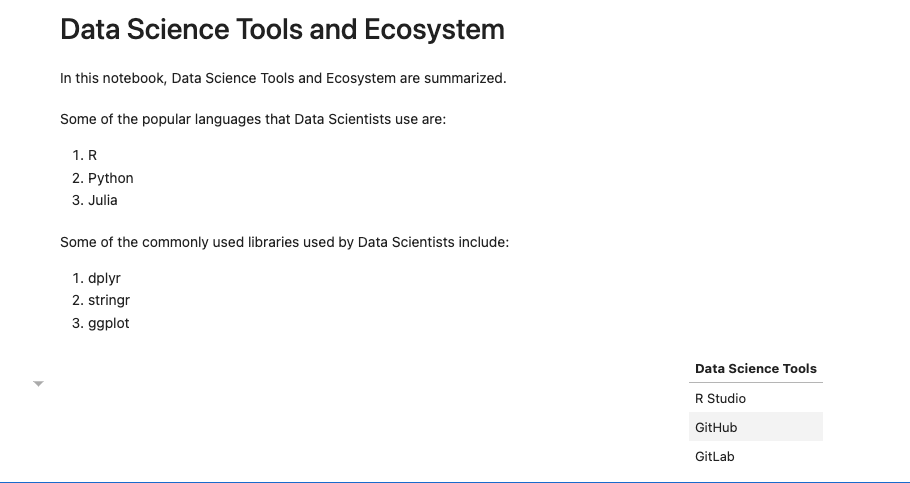 Data Science Tools and Ecosystem
In this notebook, Data Science Tools and Ecosystem are summarized.
Some of the popular languages that Data Scientists use are:
1. R
2. Python
3. Julia
Some of the commonly used libraries used by Data Scientists include:
1. dplyr
2. stringr
3. ggplot
Data Science Tools
R Studio
GitHub
GitLab